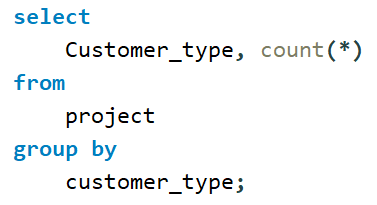 select
    Customer_type, count(*)
from
    project
group by
    customer_type;